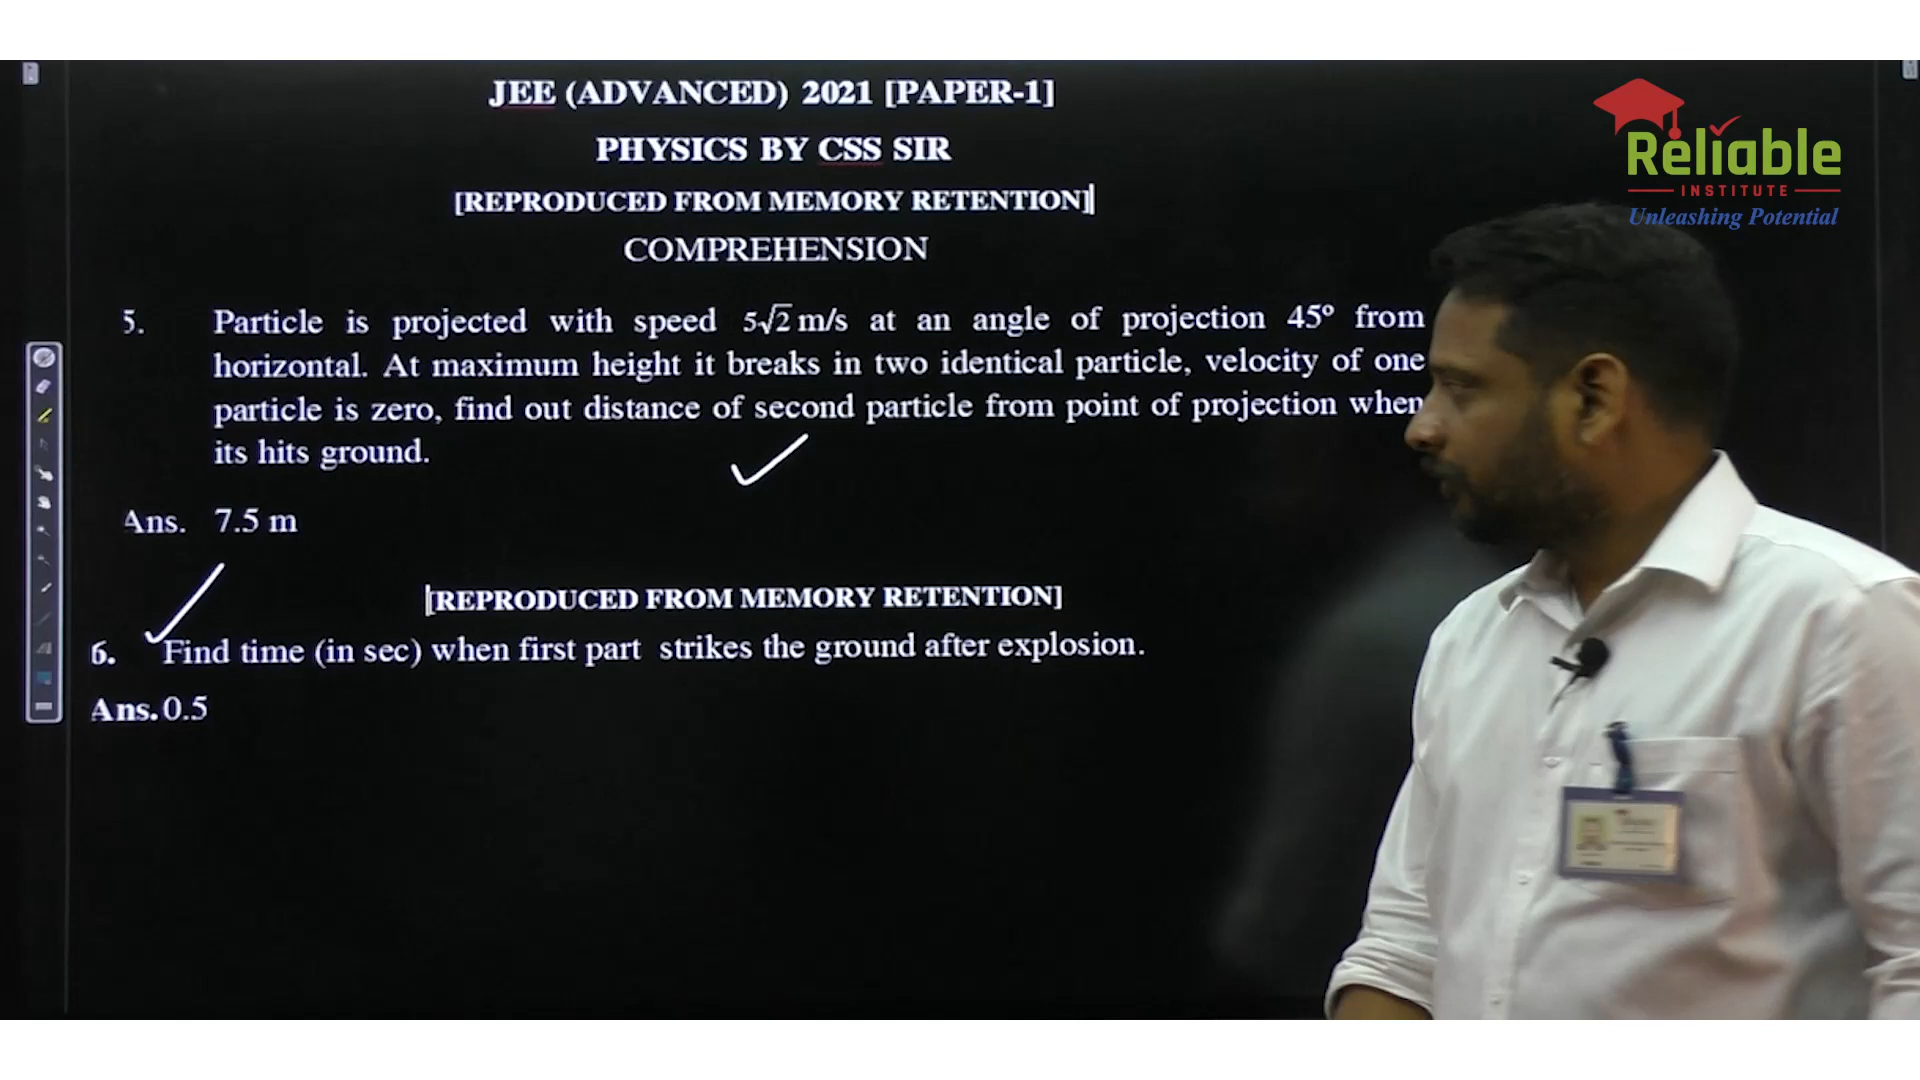 JEE (ADVANCED) 2021 [PAPER-1]
Reliable
INSTITUTE
Unleashing Potential
PHYSICS BY CSS SIR
[REPRODUCED FROM MEMORY RETENTION]
COMPREHENSION
5. Particle is projected with speed 5√2 m/s at an angle of projection 45º from
horizontal. At maximum height it breaks in two identical particle, velocity of one
particle is zero, find out distance of second particle from point of projection when
its hits ground.
Ans. 7.5 m
[REPRODUCED FROM MEMORY RETENTION]
6. Find time (in sec) when first part strikes the ground after explosion.
Ans. 0.5